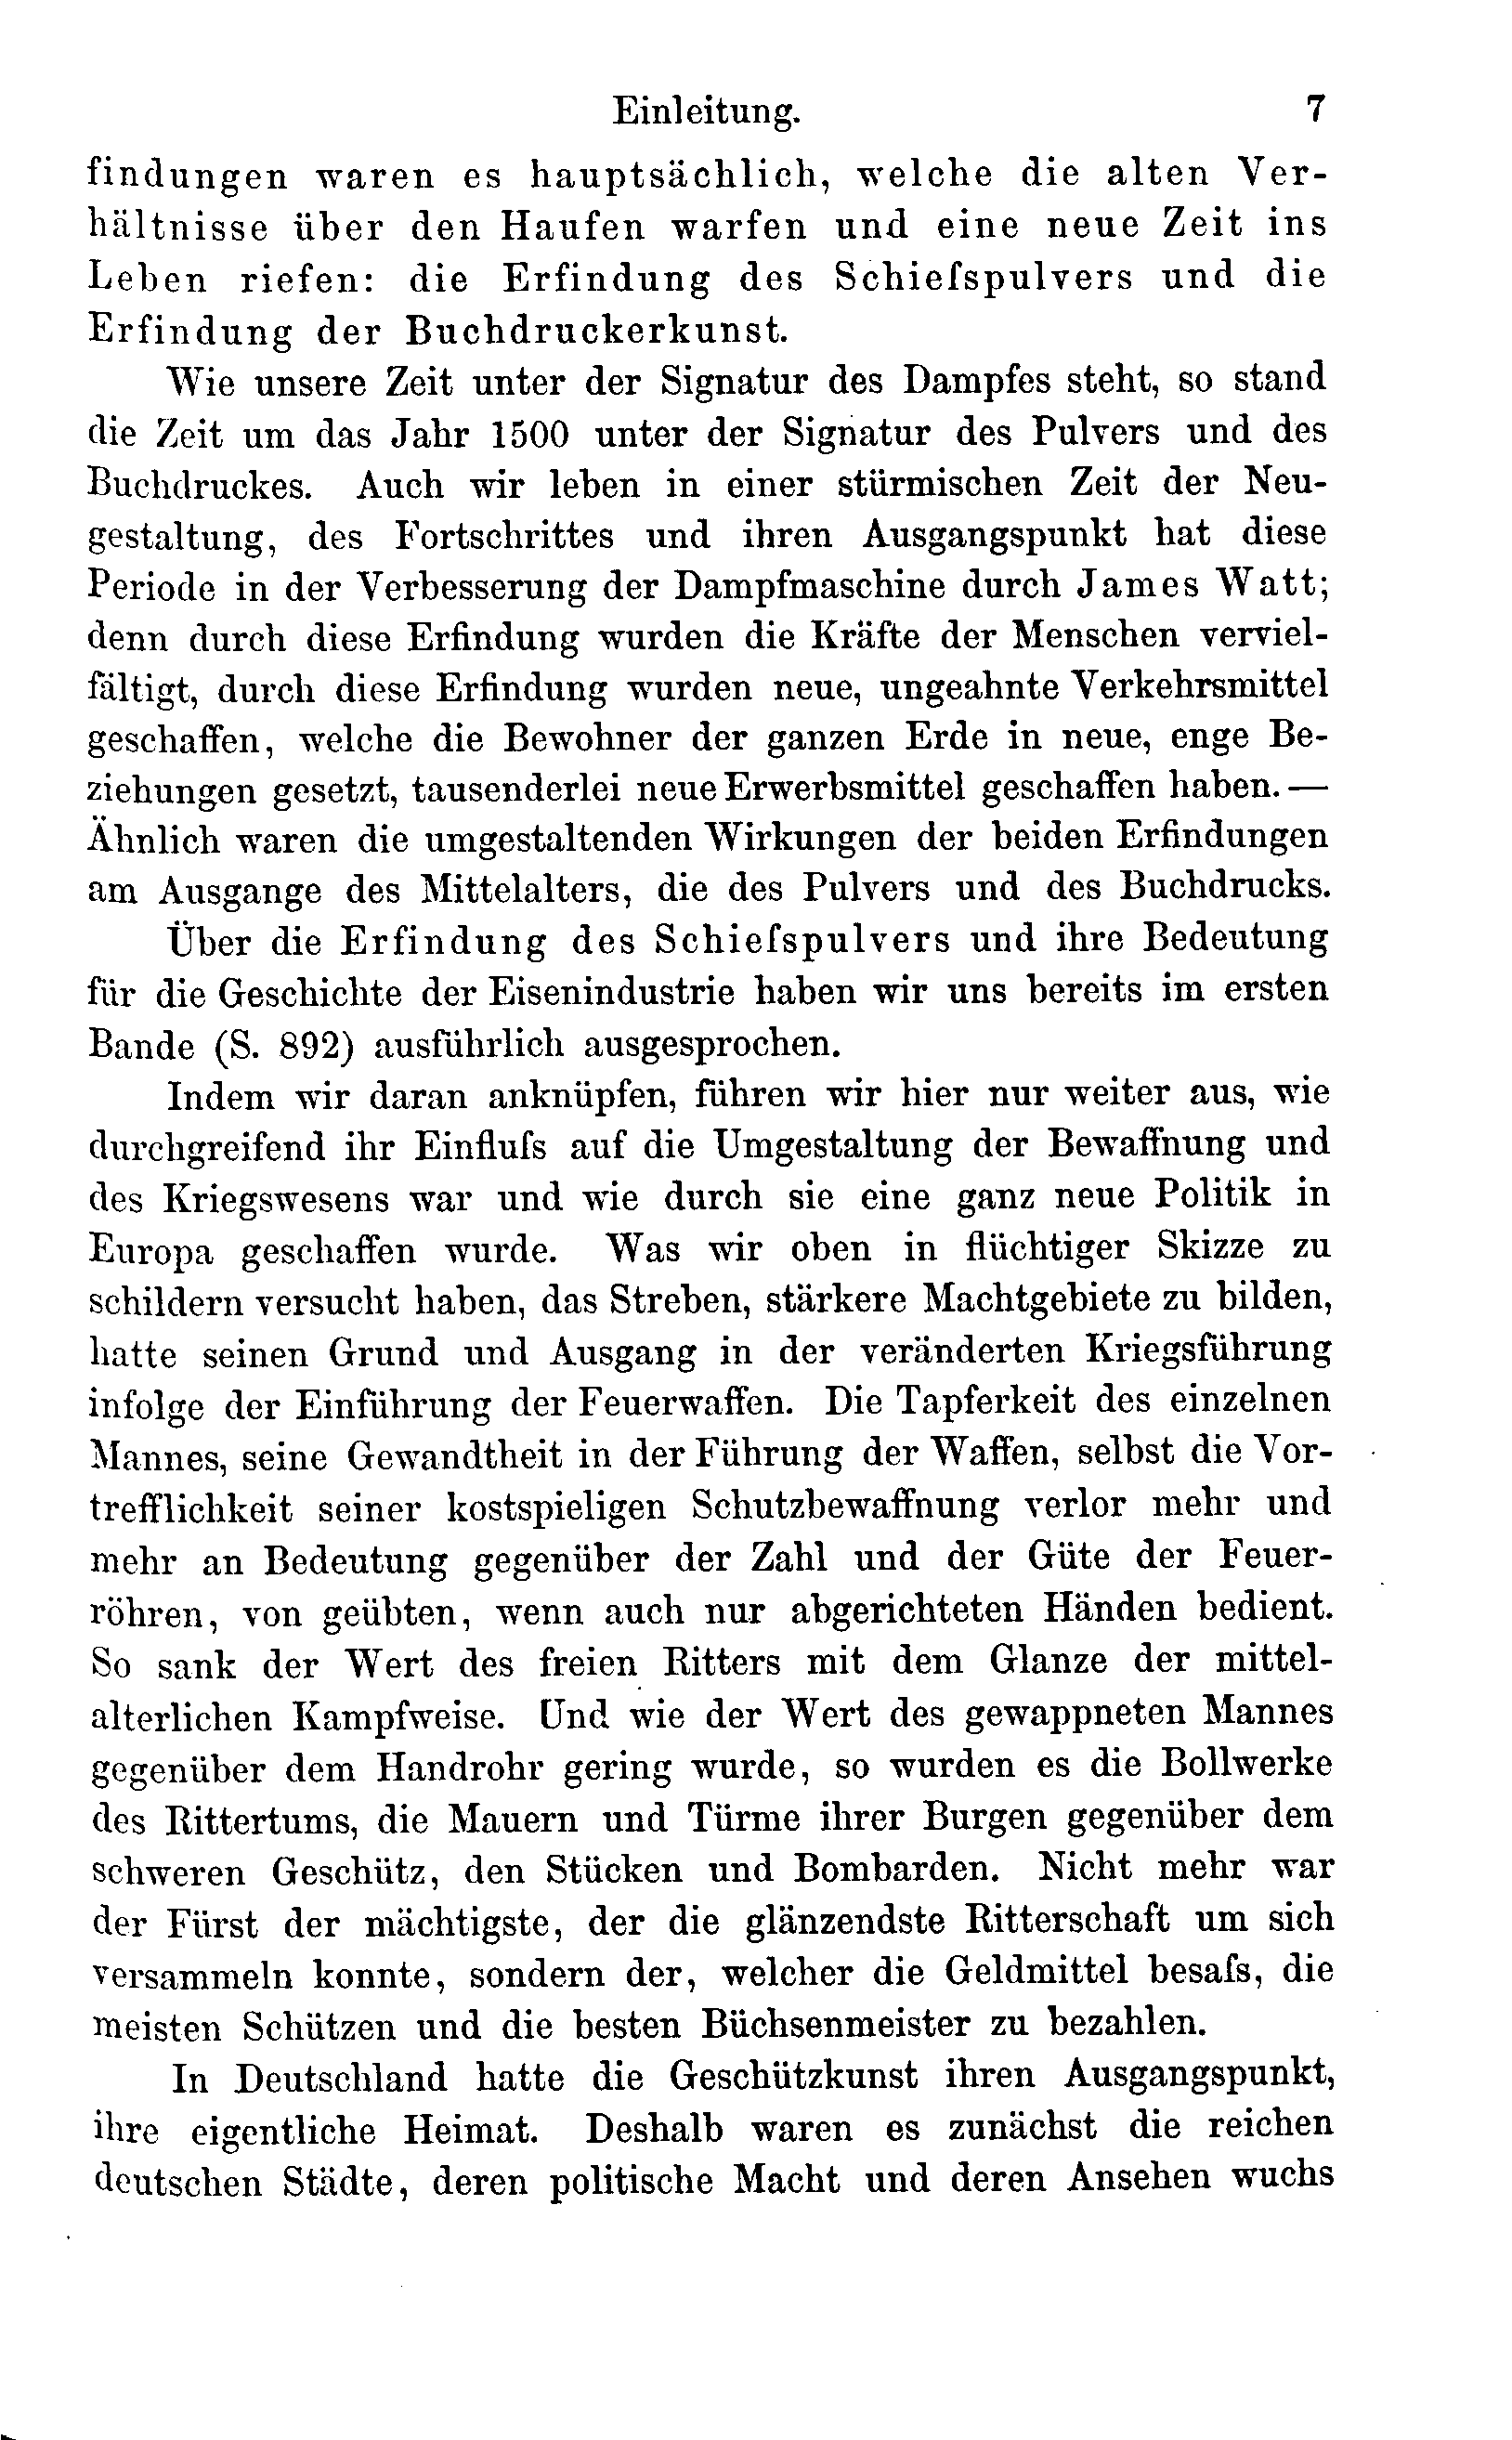 Einleitung. 7
findungen waren es hauptsächlich, welche die alten Ver-
hältnisse über den Haufen warfen und eine neue Zeit ins
Leben riefen: die Erfindung des Schieſspulvers und die
Erfindung der Buchdruckerkunst.
Wie unsere Zeit unter der Signatur des Dampfes steht, so stand
die Zeit um das Jahr 1500 unter der Signatur des Pulvers und des
Buchdruckes. Auch wir leben in einer stürmischen Zeit der Neu-
gestaltung, des Fortschrittes und ihren Ausgangspunkt hat diese
Periode in der Verbesserung der Dampfmaschine durch James Watt;
denn durch diese Erfindung wurden die Kräfte der Menschen verviel-
fältigt, durch diese Erfindung wurden neue, ungeahnte Verkehrsmittel
geschaffen, welche die Bewohner der ganzen Erde in neue, enge Be-
ziehungen gesetzt, tausenderlei neue Erwerbsmittel geschaffen haben. —
Ähnlich waren die umgestaltenden Wirkungen der beiden Erfindungen
am Ausgange des Mittelalters, die des Pulvers und des Buchdrucks.
Über die Erfindung des Schieſspulvers und ihre Bedeutung
für die Geschichte der Eisenindustrie haben wir uns bereits im ersten
Bande (S. 892) ausführlich ausgesprochen.
Indem wir daran anknüpfen, führen wir hier nur weiter aus, wie
durchgreifend ihr Einfluſs auf die Umgestaltung der Bewaffnung und
des Kriegswesens war und wie durch sie eine ganz neue Politik in
Europa geschaffen wurde. Was wir oben in flüchtiger Skizze zu
schildern versucht haben, das Streben, stärkere Machtgebiete zu bilden,
hatte seinen Grund und Ausgang in der veränderten Kriegsführung
infolge der Einführung der Feuerwaffen. Die Tapferkeit des einzelnen
Mannes, seine Gewandtheit in der Führung der Waffen, selbst die Vor-
trefflichkeit seiner kostspieligen Schutzbewaffnung verlor mehr und
mehr an Bedeutung gegenüber der Zahl und der Güte der Feuer-
röhren, von geübten, wenn auch nur abgerichteten Händen bedient.
So sank der Wert des freien Ritters mit dem Glanze der mittel-
alterlichen Kampfweise. Und wie der Wert des gewappneten Mannes
gegenüber dem Handrohr gering wurde, so wurden es die Bollwerke
des Rittertums, die Mauern und Türme ihrer Burgen gegenüber dem
schweren Geschütz, den Stücken und Bombarden. Nicht mehr war
der Fürst der mächtigste, der die glänzendste Ritterschaft um sich
versammeln konnte, sondern der, welcher die Geldmittel besaſs, die
meisten Schützen und die besten Büchsenmeister zu bezahlen.
In Deutschland hatte die Geschützkunst ihren Ausgangspunkt,
ihre eigentliche Heimat. Deshalb waren es zunächst die reichen
deutschen Städte, deren politische Macht und deren Ansehen wuchs